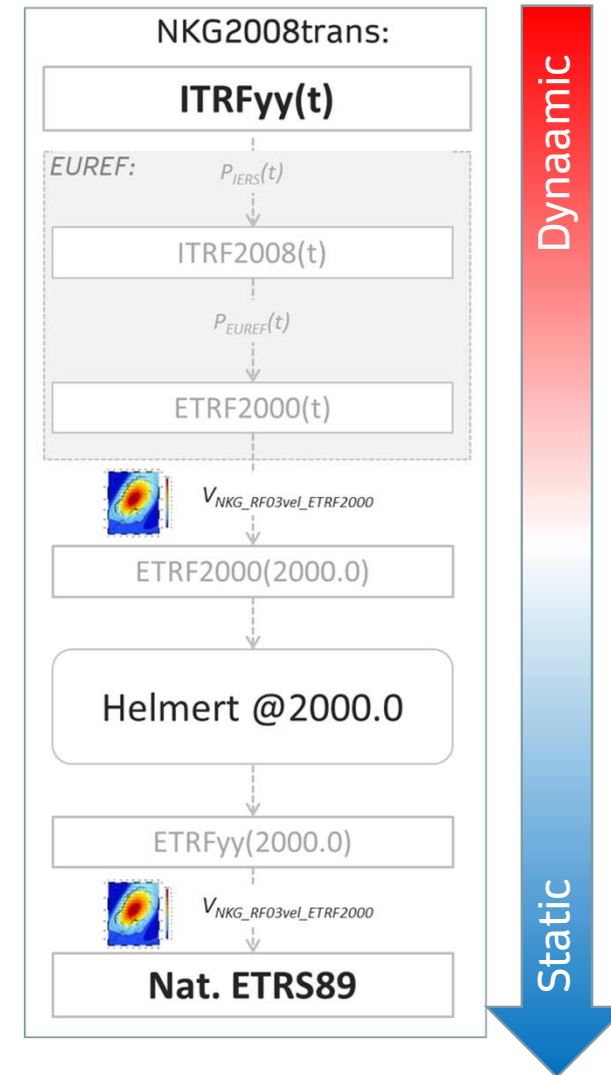 NKG2008trans:
ITRFyy(t)
EUREF:
P_IERS(t)
ITRF2008(t)
P_EUREF(t)
ETRF2000(t)
V_NKG_RF03vel_ETRF2000
ETRF2000(2000.0)
Helmert @2000.0
ETRFyy(2000.0)
V_NKG_RF03vel_ETRF2000
Nat. ETRS89
Dynaamic
Static